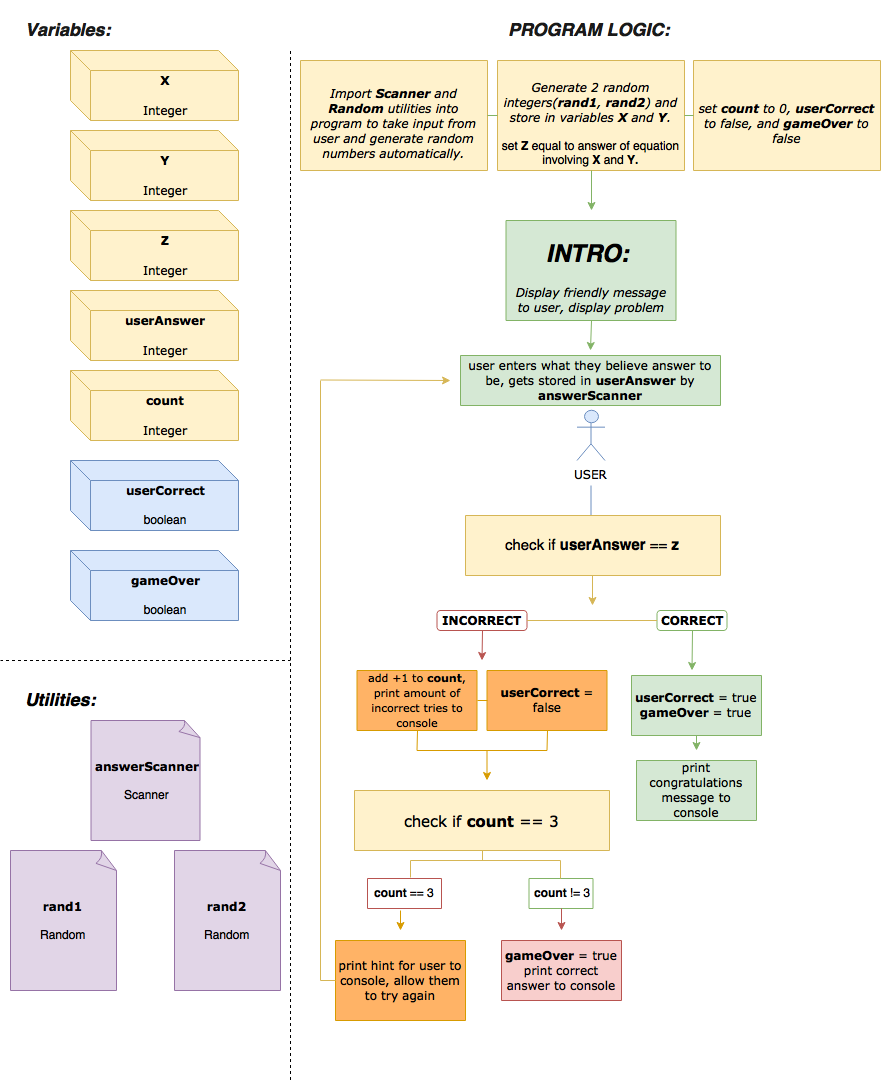 Variables:
X
Integer
Y
Integer
Z
Integer
userAnswer
Integer
count
Integer
userCorrect
boolean
gameOver
boolean
Utilities:
answerScanner
Scanner
rand1
Random
rand2
Random
PROGRAM LOGIC:
Import Scanner and
Random utilities into
program to take input from
user and generate random
numbers automatically.
Generate 2 random
integers(rand1, rand2) and
store in variables X and Y.
set Z equal to answer of equation
involving X and Y.
set count to 0, userCorrect
to false, and gameOver to
false
INTRO:
Display friendly message
to user, display problem
user enters what they believe answer to
be, gets stored in userAnswer by
answerScanner
USER
check if userAnswer == z
INCORRECT
CORRECT
add +1 to count,
print amount of
incorrect tries to
console
userCorrect =
false
userCorrect = true
gameOver = true
print
congratulations
message to
console
check if count == 3
count == 3
count != 3
print hint for user to
console, allow them
to try again
gameOver = true
print correct
answer to console